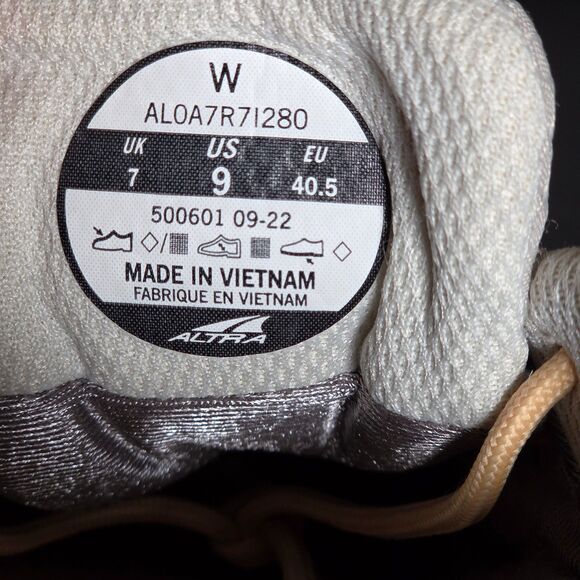 W
AL0A7R7I280
UK US EU
7 9 40.5
500601 09-22
MADE IN VIETNAM
FABRIQUE EN VIETNAM
ALTRA